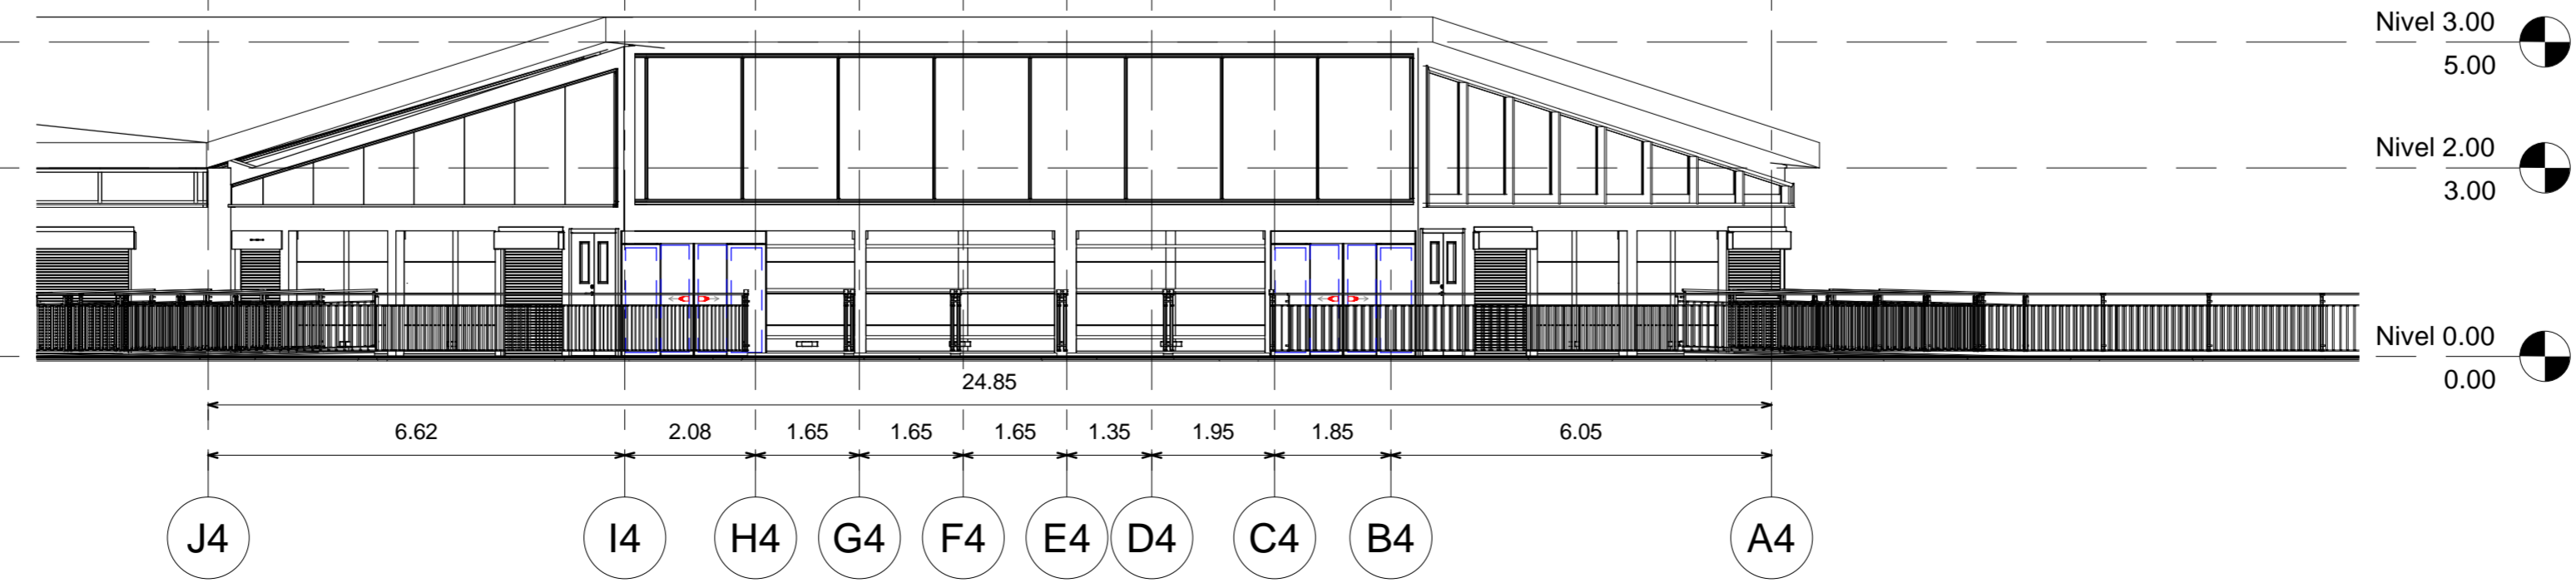 Nivel 3.00
5.00
Nivel 2.00
3.00
Nivel 0.00
0.00
24.85
6.62 2.08 1.65 1.65 1.65 1.35 1.95 1.85 6.05
J4 I4 H4 G4 F4 E4 D4 C4 B4 A4